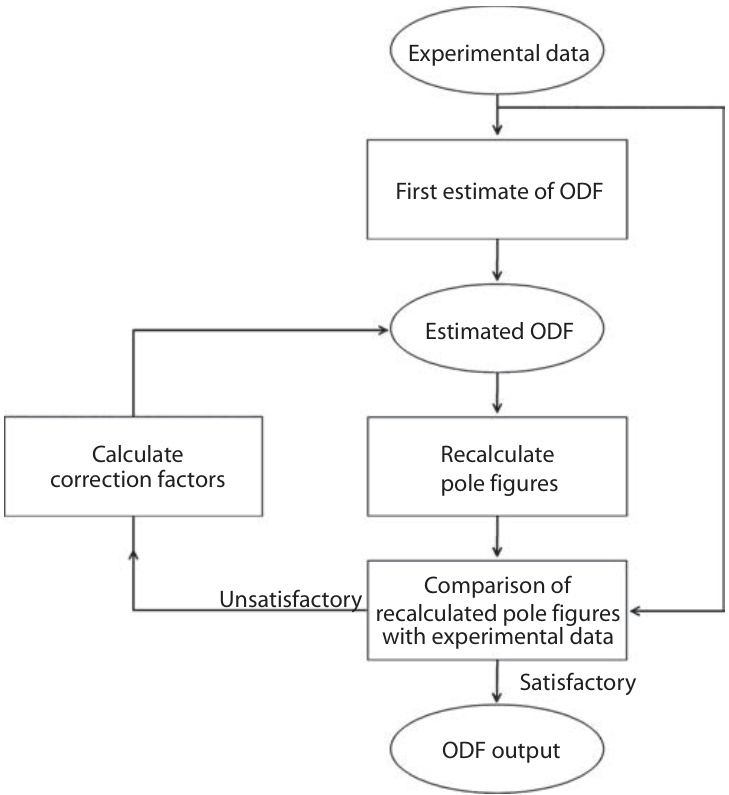 Experimental data
First estimate of ODF
Estimated ODF
Calculate
correction factors
Recalculate
pole figures
Unsatisfactory
Comparison of
recalculated pole figures
with experimental data
Satisfactory
ODF output